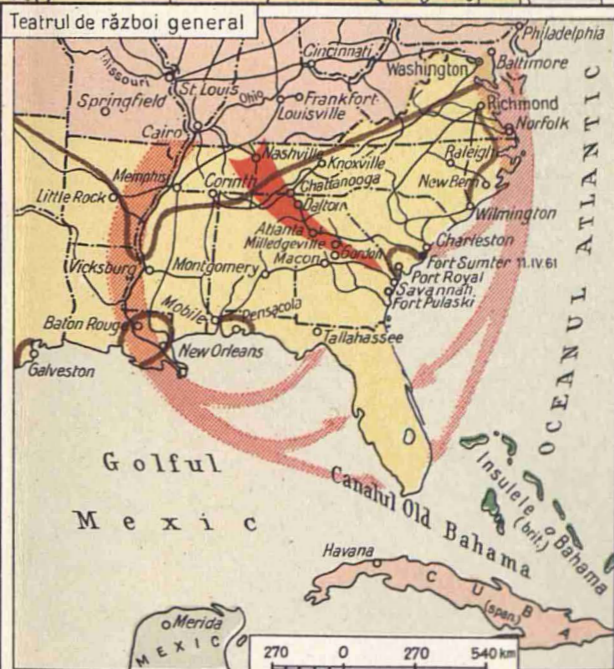 Teatrul de război general
Philadelphia
Cincinnati
Baltimore
Washington
Missouri
St. Louis
Ohio
Frankfort
Springfield
Louisville
Richmond
Cairo
Norfolk
Nashville
Knoxville
Raleigh
Memphis
Corinth
Chattanooga
New Bern
Little Rock
Dalton
Wilmington
Atlanta
Milledgeville
Gordon
Charleston
Vicksburg
Montgomery
Macon
Fort Sumter 11.IV.61
Port Royal
Savannah
Fort Pulaski
Mobile
Pensacola
Baton Rouge
Tallahassee
New Orleans
Galveston
OCEANUL ATLANTIC
D
Golful
Mexic
Canalul Old Bahama
Insulele Bahama
(brit.)
Havana
CUBA
(span.)
Merida
MEXICO
270 0 270 540 km